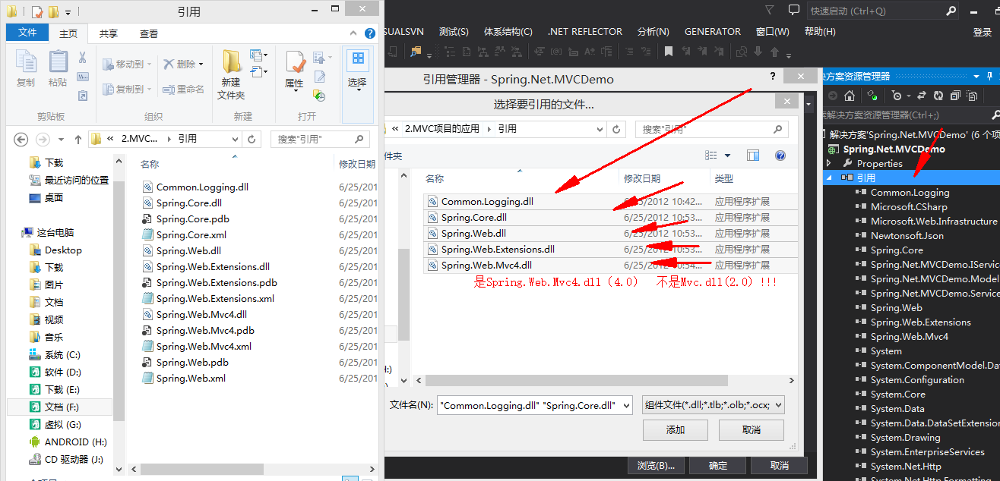 引用
文件
主页
共享
查看
复制
粘贴
移动到
复制到
删除
重命名
新建
文件夹
属性
选择
剪贴板
组织
新建
打开
« 2.MVC... › 引用
搜索"引用"
下载
最近访问的位置
桌面
这台电脑
Desktop
下载
图片
文档
视频
音乐
系统 (C:)
软件 (D:)
下载 (E:)
文档 (F:)
虚拟 (G:)
ANDROID (H:)
CD 驱动器 (J:)
名称
修改日期
Common.Logging.dll 6/25/201
Spring.Core.dll 6/25/201
Spring.Core.pdb 6/25/201
Spring.Core.xml 6/25/201
Spring.Web.dll 6/25/201
Spring.Web.Extensions.dll 6/25/201
Spring.Web.Extensions.pdb 6/25/201
Spring.Web.Extensions.xml 6/25/201
Spring.Web.Mvc4.dll 6/25/201
Spring.Web.Mvc4.pdb 6/25/201
Spring.Web.Mvc4.xml 6/25/201
Spring.Web.pdb 6/25/201
Spring.Web.xml 6/25/201
快速启动 (Ctrl+Q)
SUALSVN 测试(S) 体系结构(C) .NET REFLECTOR 分析(N) GENERATOR 窗口(W) 帮助(H) 登录
引用管理器 - Spring.Net.MVCDemo
选择要引用的文件...
« 2.MVC项目的应用 › 引用
搜索"引用"
件夹
名称 修改日期 类型
Common.Logging.dll 10:42... 应用程序扩展
Spring.Core.dll 6/25/2012 10:53... 应用程序扩展
Spring.Web.dll 10:53... 应用程序扩展
Spring.Web.Extensions.dll 6/25/2012 10:53... 应用程序扩展
Spring.Web.Mvc4.dll 6/25/2012 10:54... 应用程序扩展
是Spring.Web.Mvc4.dll (4.0) 不是Mvc.dll(2.0) !!!
H:)
文件名(N):
"Common.Logging.dll" "Spring.Core.dll"
组件文件(*.dll;*.tlb;*.olb;*.ocx;
添加
取消
浏览(B)...
确定
取消
决方案资源管理器
解决方案资源管理器(Ctrl+;)
解决方案'Spring.Net.MVCDemo' (6 个项
Spring.Net.MVCDemo
Properties
引用
Common.Logging
Microsoft.CSharp
Microsoft.Web.Infrastructure
Newtonsoft.Json
Spring.Core
Spring.Net.MVCDemo.IService
Spring.Net.MVCDemo.Model
Spring.Net.MVCDemo.Service
Spring.Web
Spring.Web.Extensions
Spring.Web.Mvc4
System
System.ComponentModel.Da
System.Configuration
System.Core
System.Data
System.Data.DataSetExtension
System.Drawing
System.EnterpriseServices
System.Net.Http
System.Net.Http.Formatting